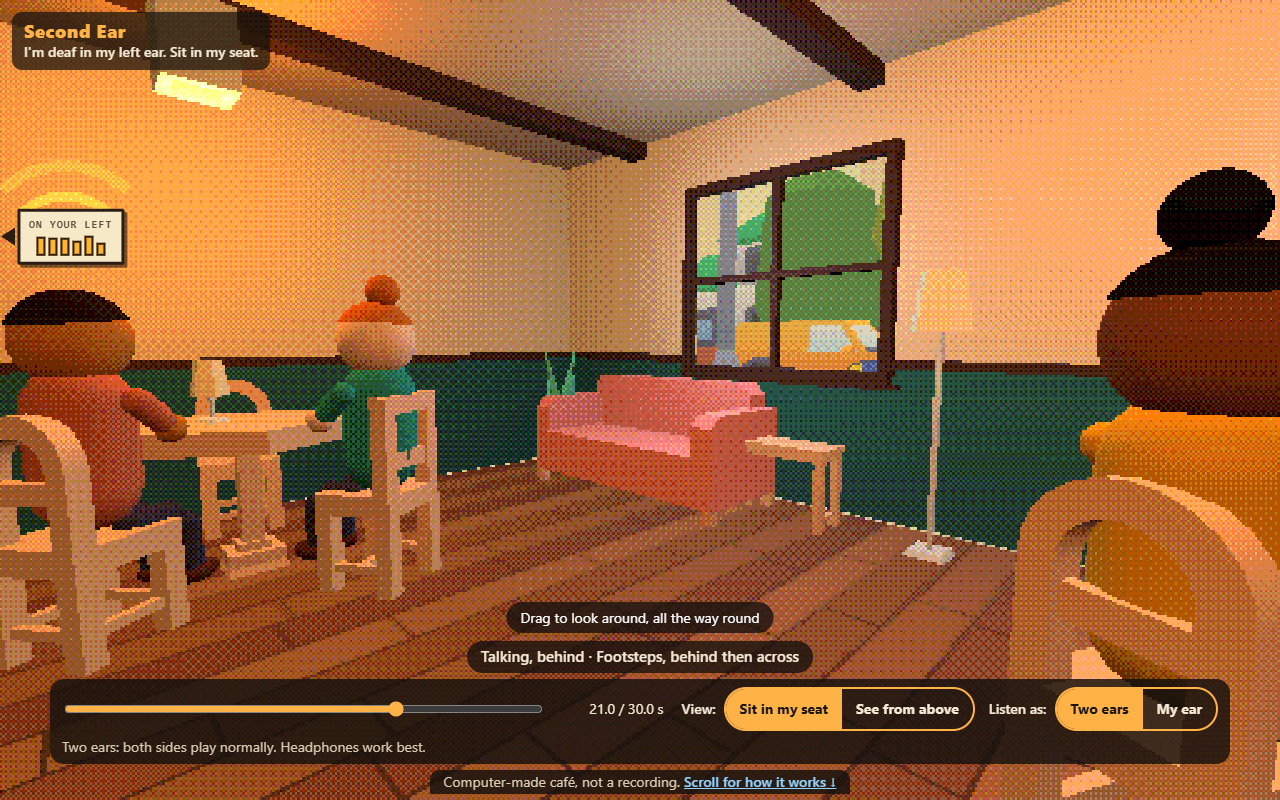 Second Ear
I'm deaf in my left ear. Sit in my seat.
ON YOUR LEFT
Drag to look around, all the way round
Talking, behind · Footsteps, behind then across
21.0 / 30.0 s View: Sit in my seat See from above Listen as: Two ears My ear
Two ears: both sides play normally. Headphones work best.
Computer-made café, not a recording. Scroll for how it works ↓